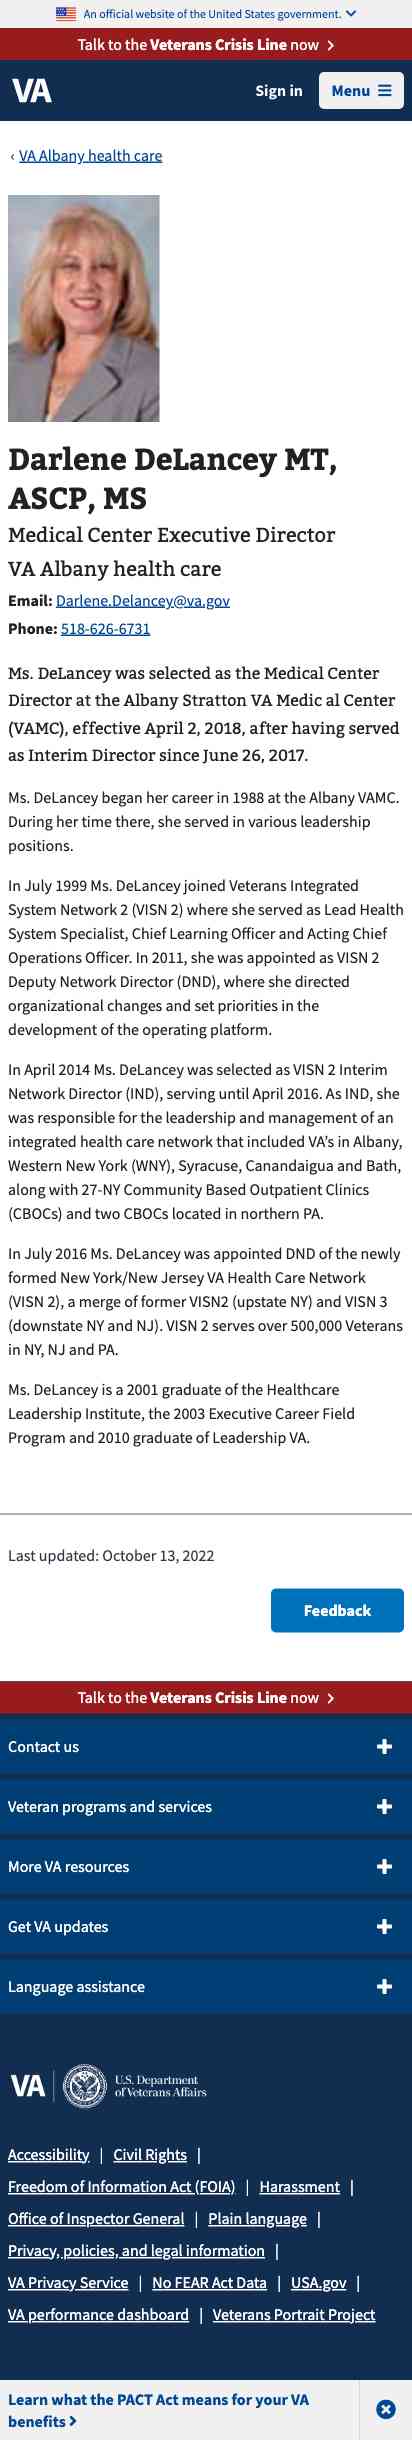 An official website of the United States government.
Talk to the Veterans Crisis Line now
VA
Sign in
Menu
‹ VA Albany health care
Darlene DeLancey MT,
ASCP, MS
Medical Center Executive Director
VA Albany health care
Email: Darlene.Delancey@va.gov
Phone: 518-626-6731
Ms. DeLancey was selected as the Medical Center
Director at the Albany Stratton VA Medic al Center
(VAMC), effective April 2, 2018, after having served
as Interim Director since June 26, 2017.
Ms. DeLancey began her career in 1988 at the Albany VAMC.
During her time there, she served in various leadership
positions.
In July 1999 Ms. DeLancey joined Veterans Integrated
System Network 2 (VISN 2) where she served as Lead Health
System Specialist, Chief Learning Officer and Acting Chief
Operations Officer. In 2011, she was appointed as VISN 2
Deputy Network Director (DND), where she directed
organizational changes and set priorities in the
development of the operating platform.
In April 2014 Ms. DeLancey was selected as VISN 2 Interim
Network Director (IND), serving until April 2016. As IND, she
was responsible for the leadership and management of an
integrated health care network that included VA’s in Albany,
Western New York (WNY), Syracuse, Canandaigua and Bath,
along with 27-NY Community Based Outpatient Clinics
(CBOCs) and two CBOCs located in northern PA.
In July 2016 Ms. DeLancey was appointed DND of the newly
formed New York/New Jersey VA Health Care Network
(VISN 2), a merge of former VISN2 (upstate NY) and VISN 3
(downstate NY and NJ). VISN 2 serves over 500,000 Veterans
in NY, NJ and PA.
Ms. DeLancey is a 2001 graduate of the Healthcare
Leadership Institute, the 2003 Executive Career Field
Program and 2010 graduate of Leadership VA.
Last updated: October 13, 2022
Feedback
Talk to the Veterans Crisis Line now
Contact us
Veteran programs and services
More VA resources
Get VA updates
Language assistance
VA | U.S. Department
of Veterans Affairs
Accessibility | Civil Rights |
Freedom of Information Act (FOIA) | Harassment |
Office of Inspector General | Plain language |
Privacy, policies, and legal information |
VA Privacy Service | No FEAR Act Data | USA.gov |
VA performance dashboard | Veterans Portrait Project
Learn what the PACT Act means for your VA
benefits